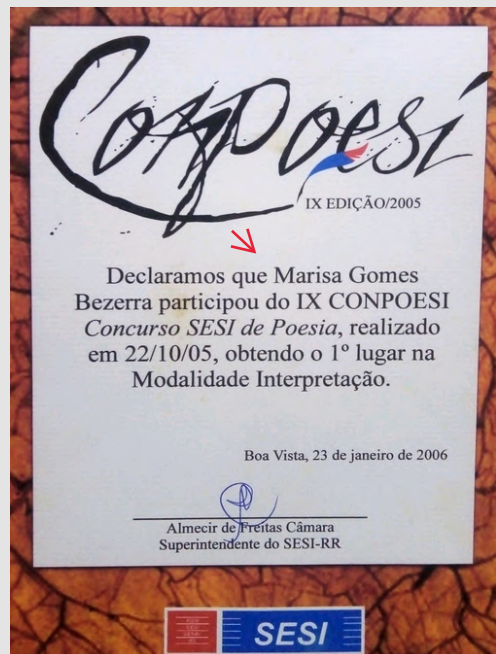 Conpoesi
IX EDIÇÃO/2005
Declaramos que Marisa Gomes
Bezerra participou do IX CONPOESI
Concurso SESI de Poesia, realizado
em 22/10/05, obtendo o 1º lugar na
Modalidade Interpretação.
Boa Vista, 23 de janeiro de 2006
Almecir de Freitas Câmara
Superintendente do SESI-RR
SESI